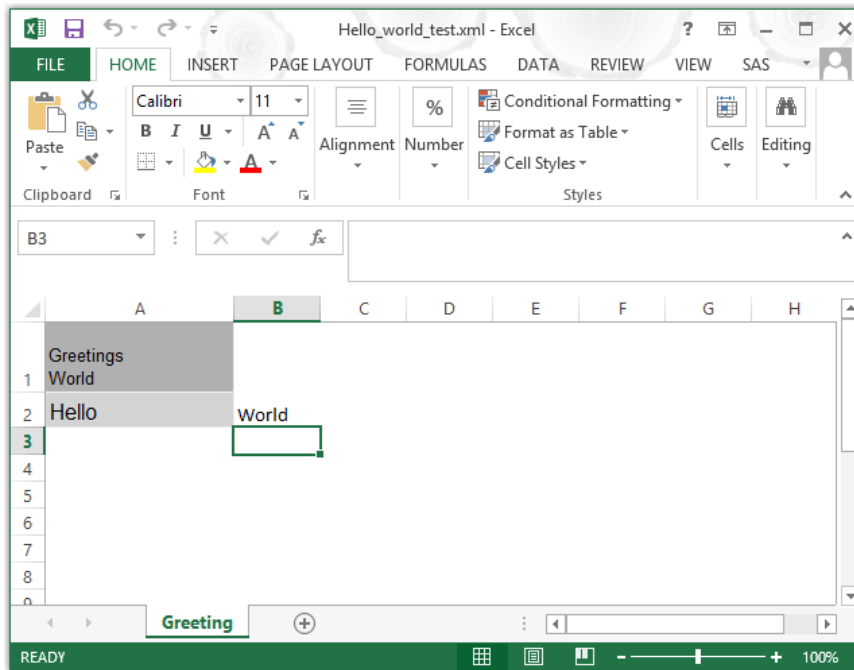 Hello_world_test.xml - Excel
FILE HOME INSERT PAGE LAYOUT FORMULAS DATA REVIEW VIEW SAS
Calibri 11
Conditional Formatting
B I U A A
% Format as Table
Paste Alignment Number Cells Editing
A Cell Styles
Clipboard Font Styles
B3 fx
A B C D E F G H
Greetings
1 World
2 Hello World
3
4
5
6
7
8
9
Greeting
READY 100%